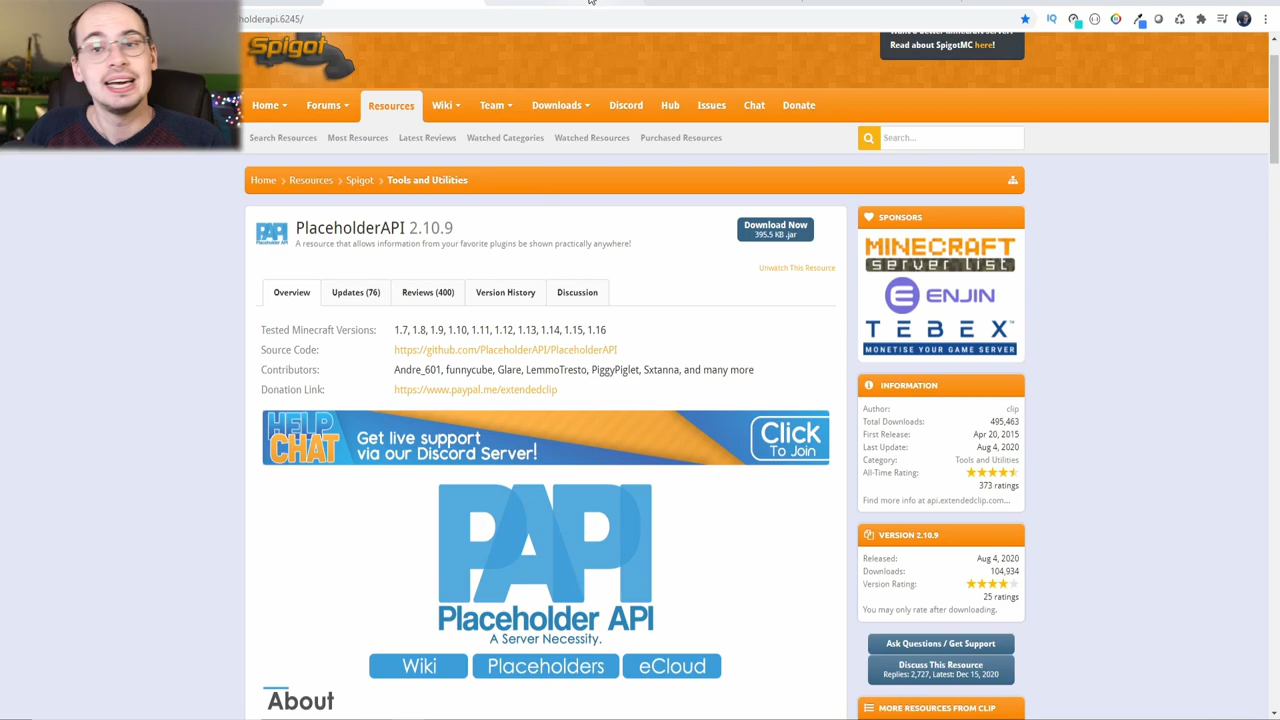 holderapi.6245/
IQ
Spigot
Read about SpigotMC here!
Home
Forums
Resources
Wiki
Team
Downloads
Discord
Hub
Issues
Chat
Donate
Search Resources
Most Resources
Latest Reviews
Watched Categories
Watched Resources
Purchased Resources
Search...
Home
Resources
Spigot
Tools and Utilities
PAPI
Placeholder API
PlaceholderAPI 2.10.9
A resource that allows information from your favorite plugins be shown practically anywhere!
Download Now
395.5 KB .jar
Unwatch This Resource
Overview
Updates (76)
Reviews (400)
Version History
Discussion
Tested Minecraft Versions: 1.7, 1.8, 1.9, 1.10, 1.11, 1.12, 1.13, 1.14, 1.15, 1.16
Source Code: https://github.com/PlaceholderAPI/PlaceholderAPI
Contributors: Andre_601, funnycube, Glare, LemmoTresto, PiggyPiglet, Sxtanna, and many more
Donation Link: https://www.paypal.me/extendedclip
HELP
CHAT
Get live support
via our Discord Server!
Click
To Join
PAPI
Placeholder API
A Server Necessity.
Wiki
Placeholders
eCloud
About
SPONSORS
MINECRAFT
server list
ENJIN
TEBEX™
MONETISE YOUR GAME SERVER
INFORMATION
Author: clip
Total Downloads: 495,463
First Release: Apr 20, 2015
Last Update: Aug 4, 2020
Category: Tools and Utilities
All-Time Rating:
373 ratings
Find more info at api.extendedclip.com...
VERSION 2.10.9
Released: Aug 4, 2020
Downloads: 104,934
Version Rating:
25 ratings
You may only rate after downloading.
Ask Questions / Get Support
Discuss This Resource
Replies: 2,727, Latest: Dec 15, 2020
MORE RESOURCES FROM CLIP